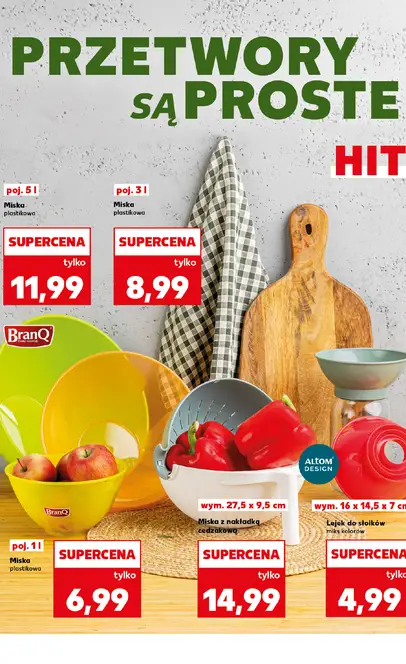 PRZETWORY
SĄ PROSTE
HIT
poj. 5 l
Miska
plastikowa
SUPERCENA
tylko
11,99
poj. 3 l
Miska
plastikowa
SUPERCENA
tylko
8,99
BranQ
BRANQ
ALTOM
DESIGN
poj. 1 l
Miska
plastikowa
SUPERCENA
tylko
6,99
wym. 27,5 x 9,5 cm
Miska z nakładką
cedzakową
SUPERCENA
tylko
14,99
wym. 16 x 14,5 x 7 c
Lejek do słoików
miks kolorów
SUPERCENA
tylko
4,99